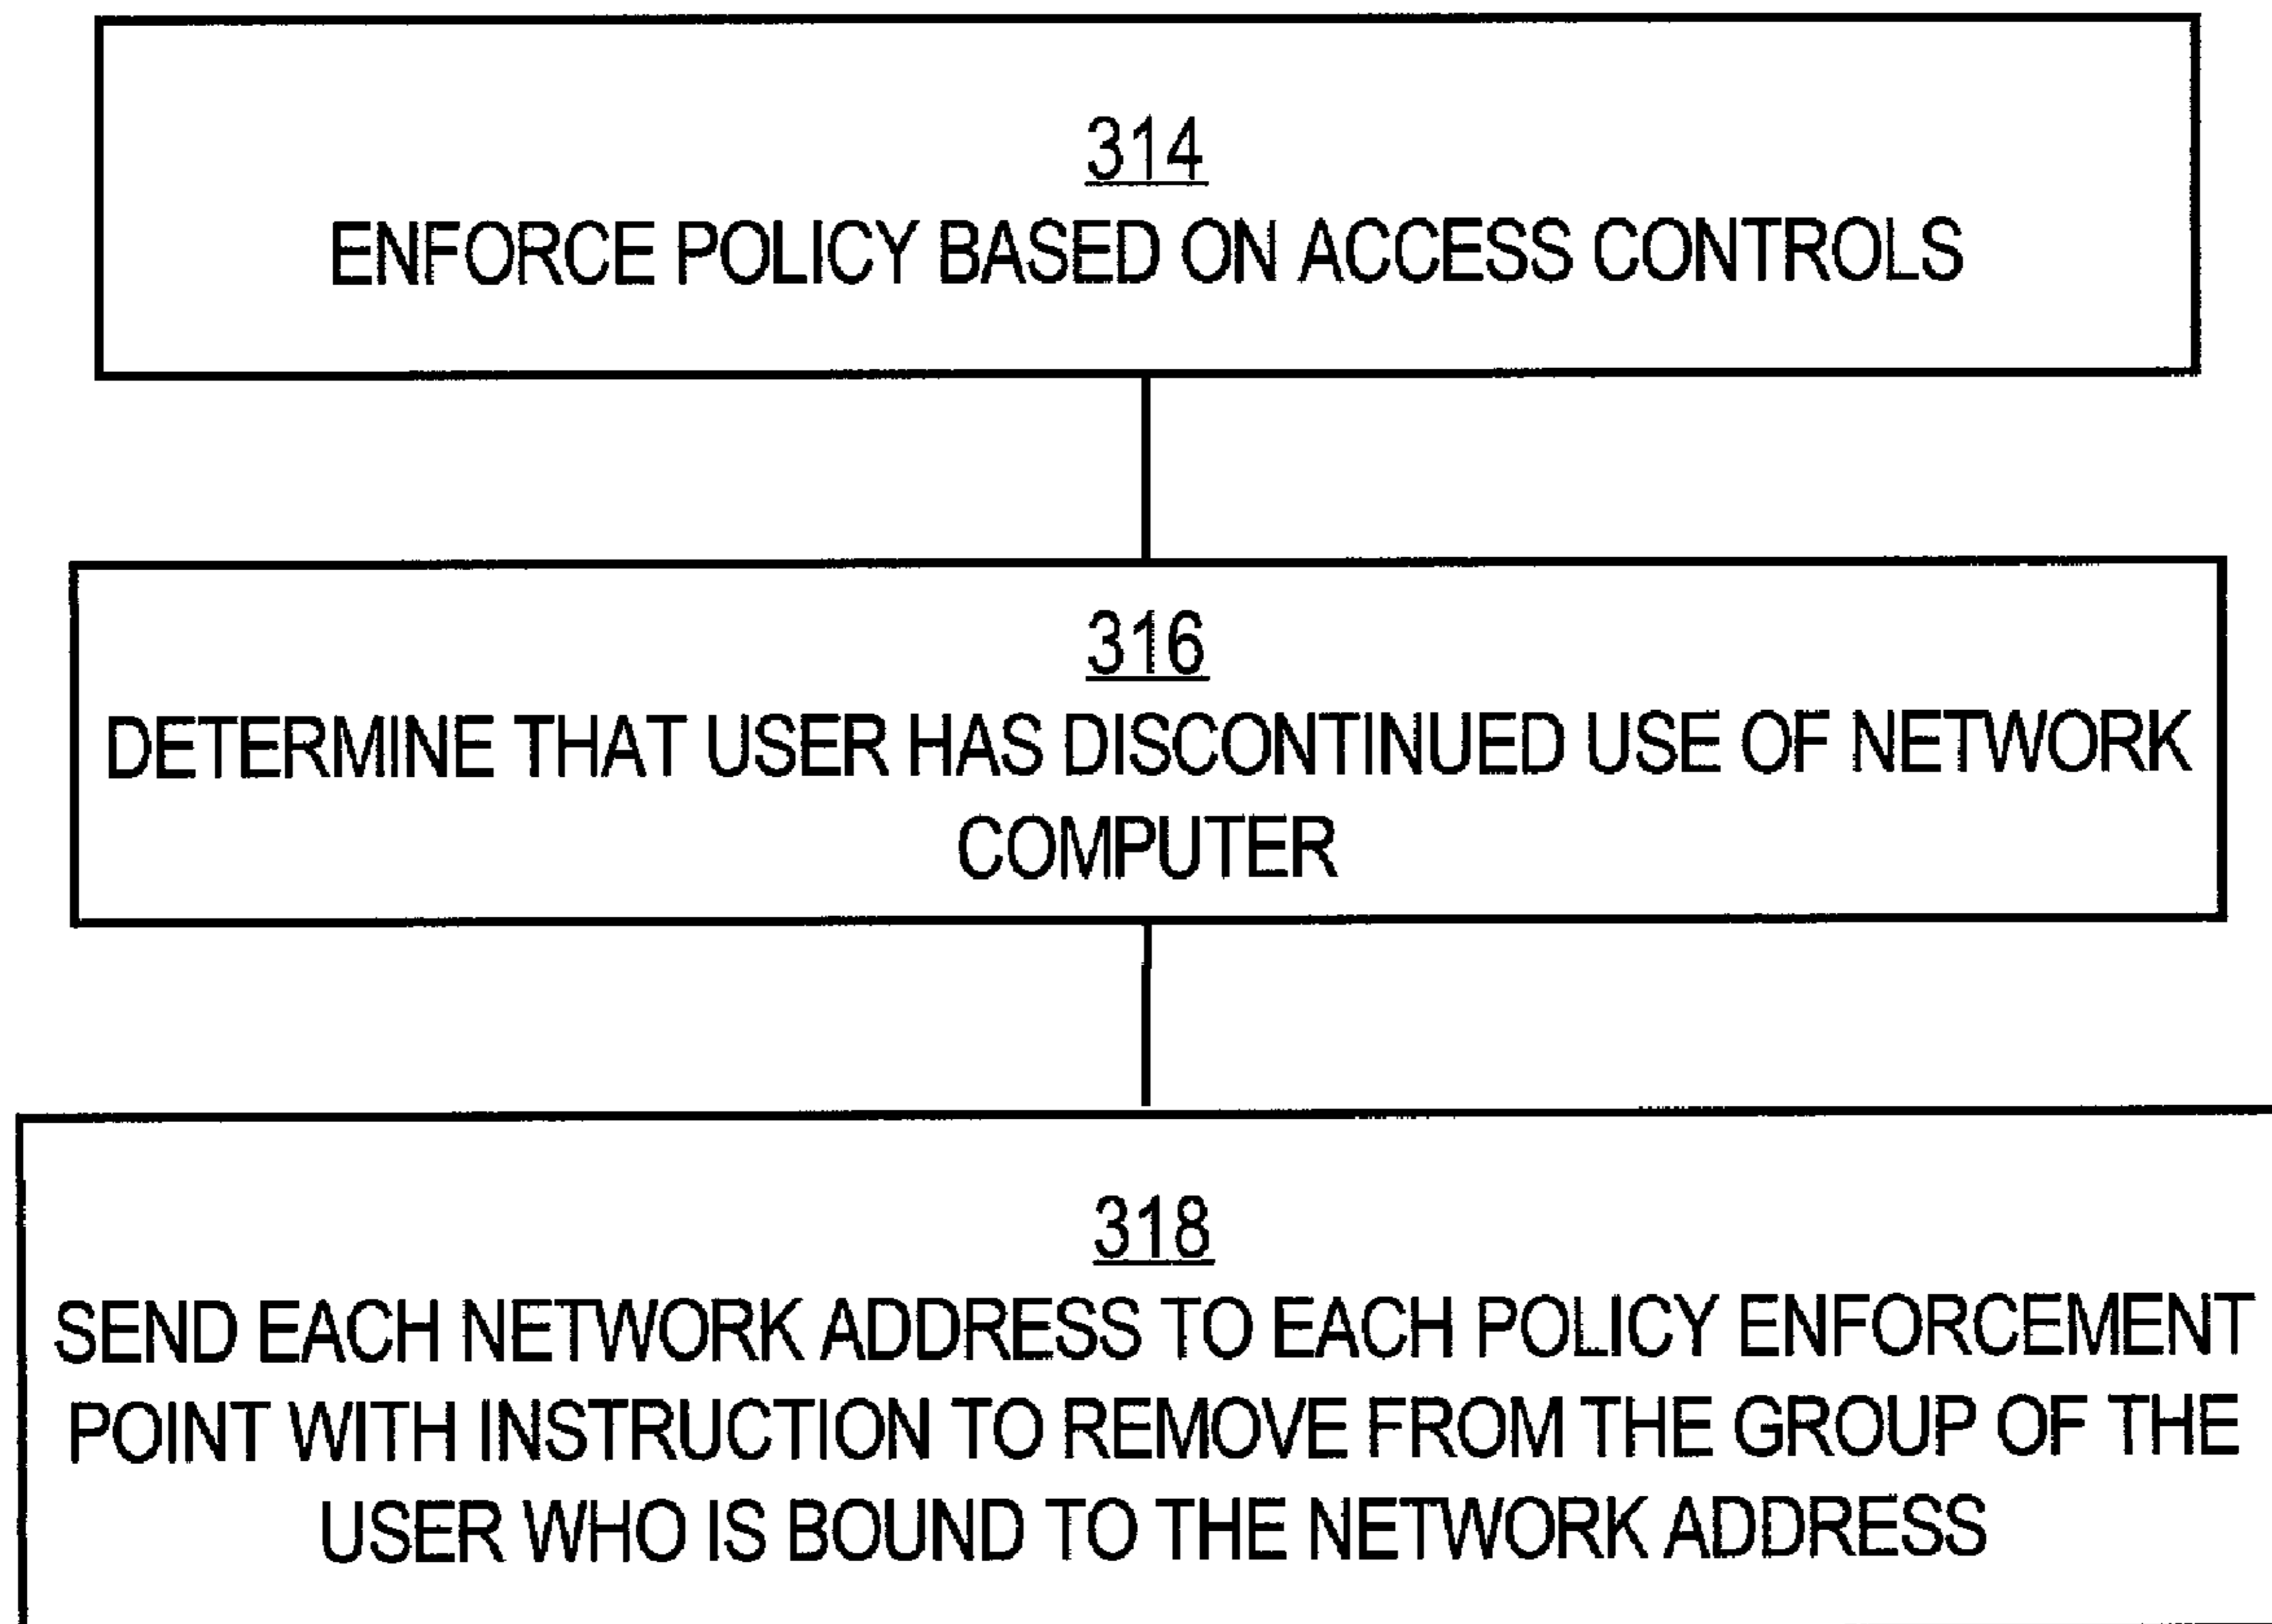 314
ENFORCE POLICY BASED ON ACCESS CONTROLS
316
DETERMINE THAT USER HAS DISCONTINUED USE OF NETWORK
COMPUTER
318
SEND EACH NETWORK ADDRESS TO EACH POLICY ENFORCEMENT
POINT WITH INSTRUCTION TO REMOVE FROM THE GROUP OF THE
USER WHO IS BOUND TO THE NETWORK ADDRESS